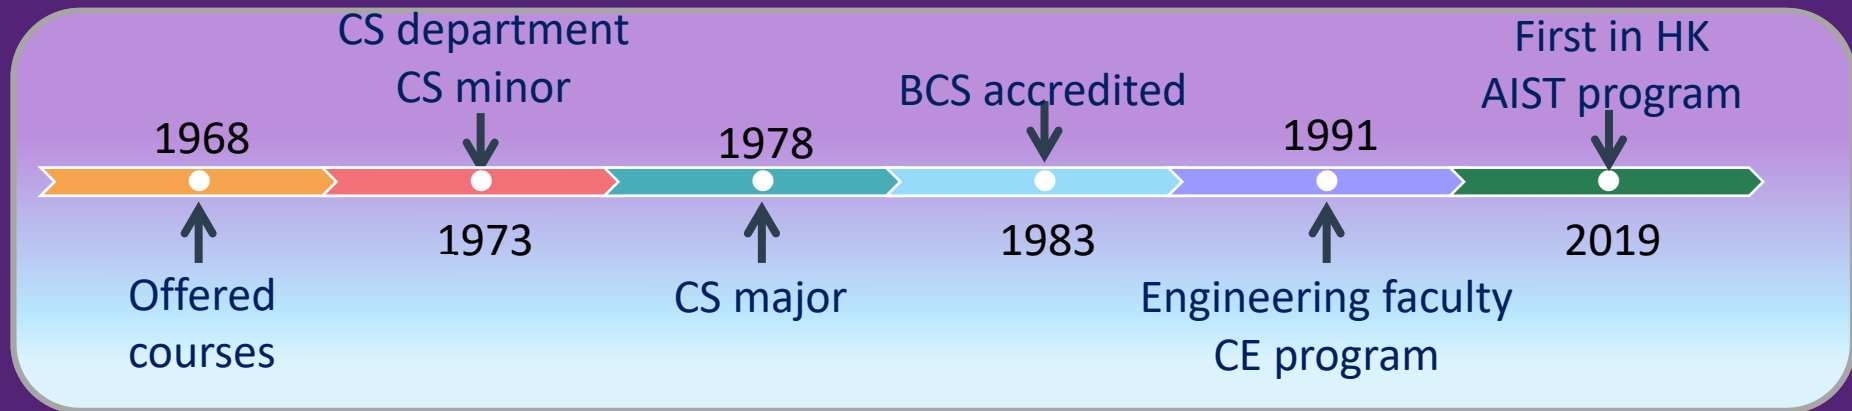 1968
Offered
courses
CS department
CS minor
1973
1978
CS major
BCS accredited
1983
1991
Engineering faculty
CE program
First in HK
AIST program
2019